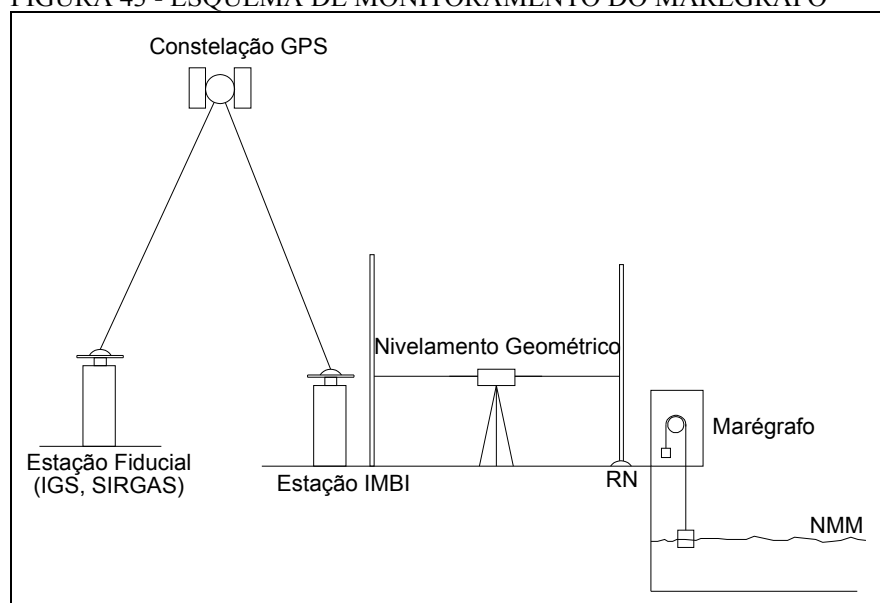 FIGURA 43 - ESQUEMA DE MONITORAMENTO DO MARÉGRAFO
Constelação GPS
Nivelamento Geométrico
Marégrafo
Estação Fiducial
(IGS, SIRGAS)
Estação IMBI
RN
NMM